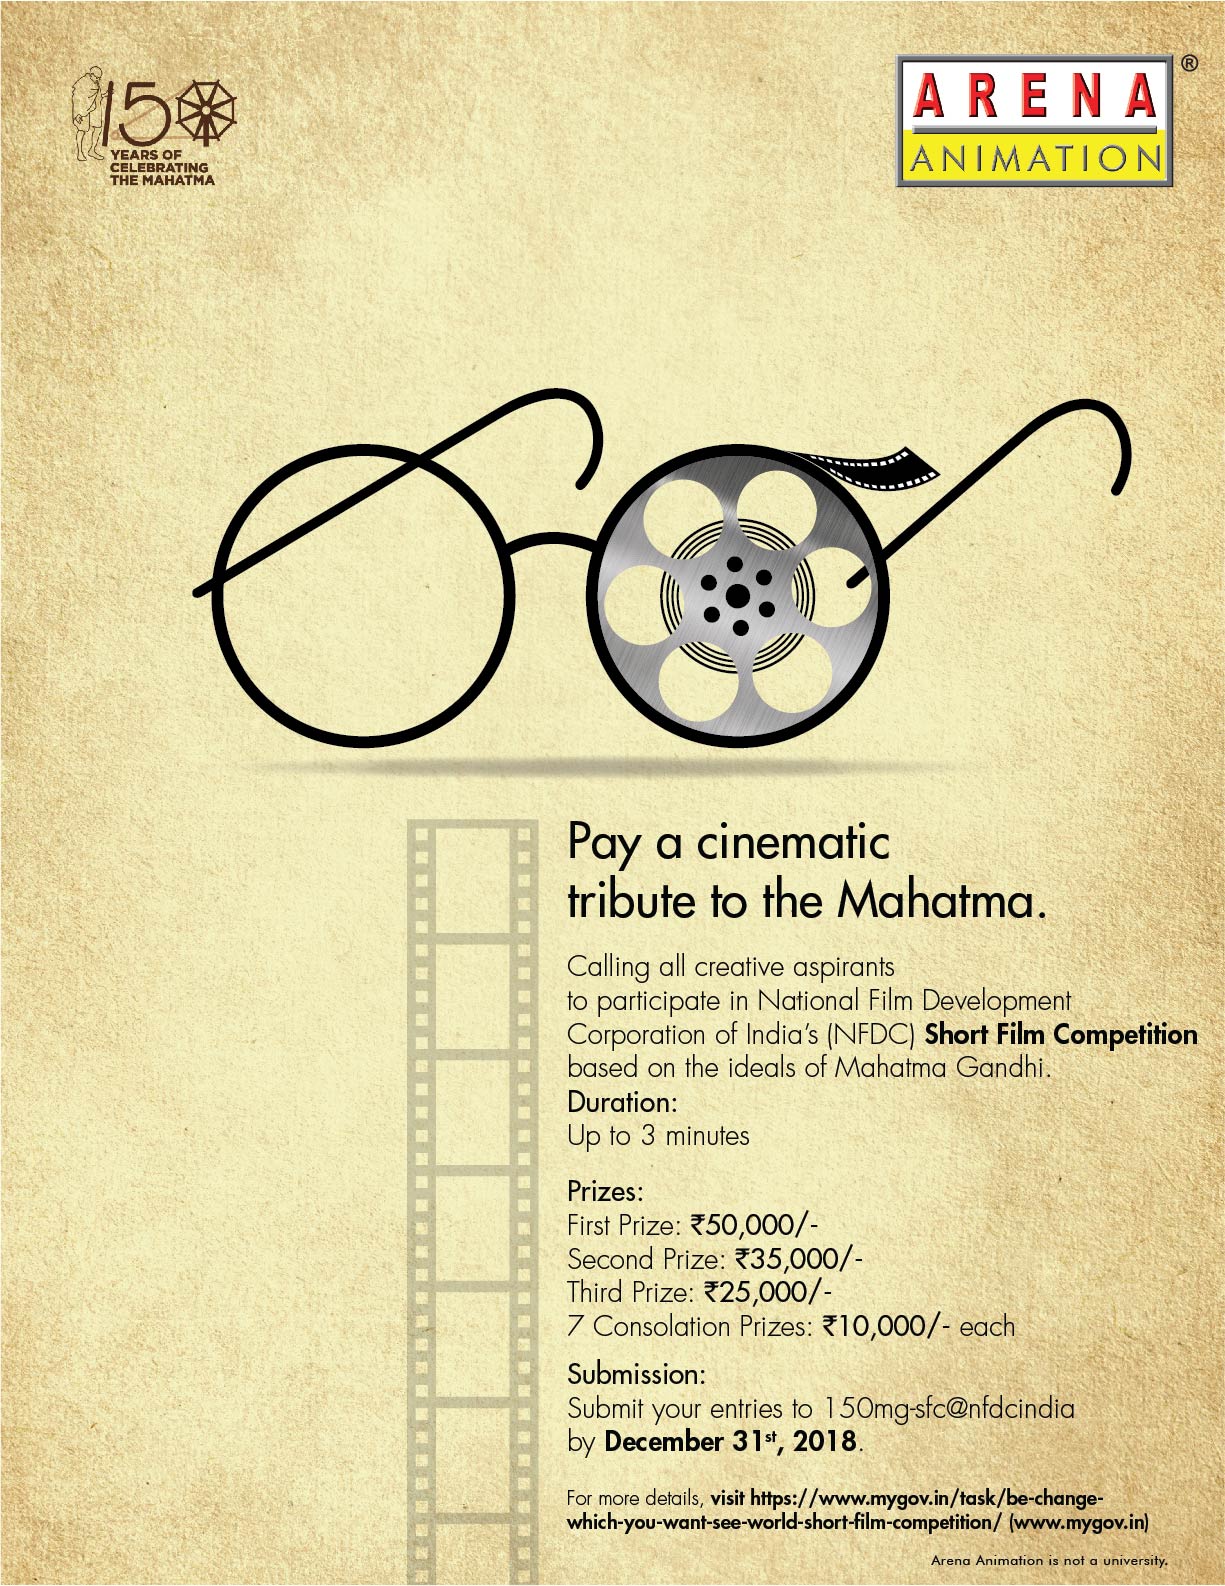 150
YEARS OF
CELEBRATING
THE MAHATMA
ARENA ®
ANIMATION
Pay a cinematic
tribute to the Mahatma.
Calling all creative aspirants
to participate in National Film Development
Corporation of India's (NFDC) Short Film Competition
based on the ideals of Mahatma Gandhi.
Duration:
Up to 3 minutes
Prizes:
First Prize: ₹50,000/-
Second Prize: ₹35,000/-
Third Prize: ₹25,000/-
7 Consolation Prizes: ₹10,000/- each
Submission:
Submit your entries to 150mg-sfc@nfdcindia
by December 31st, 2018.
For more details, visit https://www.mygov.in/task/be-change-
which-you-want-see-world-short-film-competition/ (www.mygov.in)
Arena Animation is not a university.